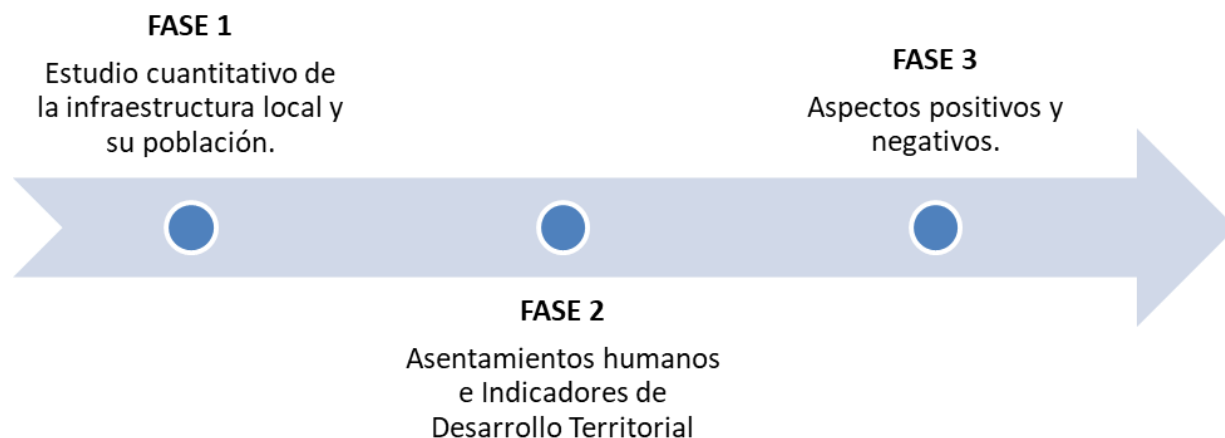 FASE 1
Estudio cuantitativo de
la infraestructura local y
su población.
FASE 2
Asentamientos humanos
e Indicadores de
Desarrollo Territorial
FASE 3
Aspectos positivos y
negativos.